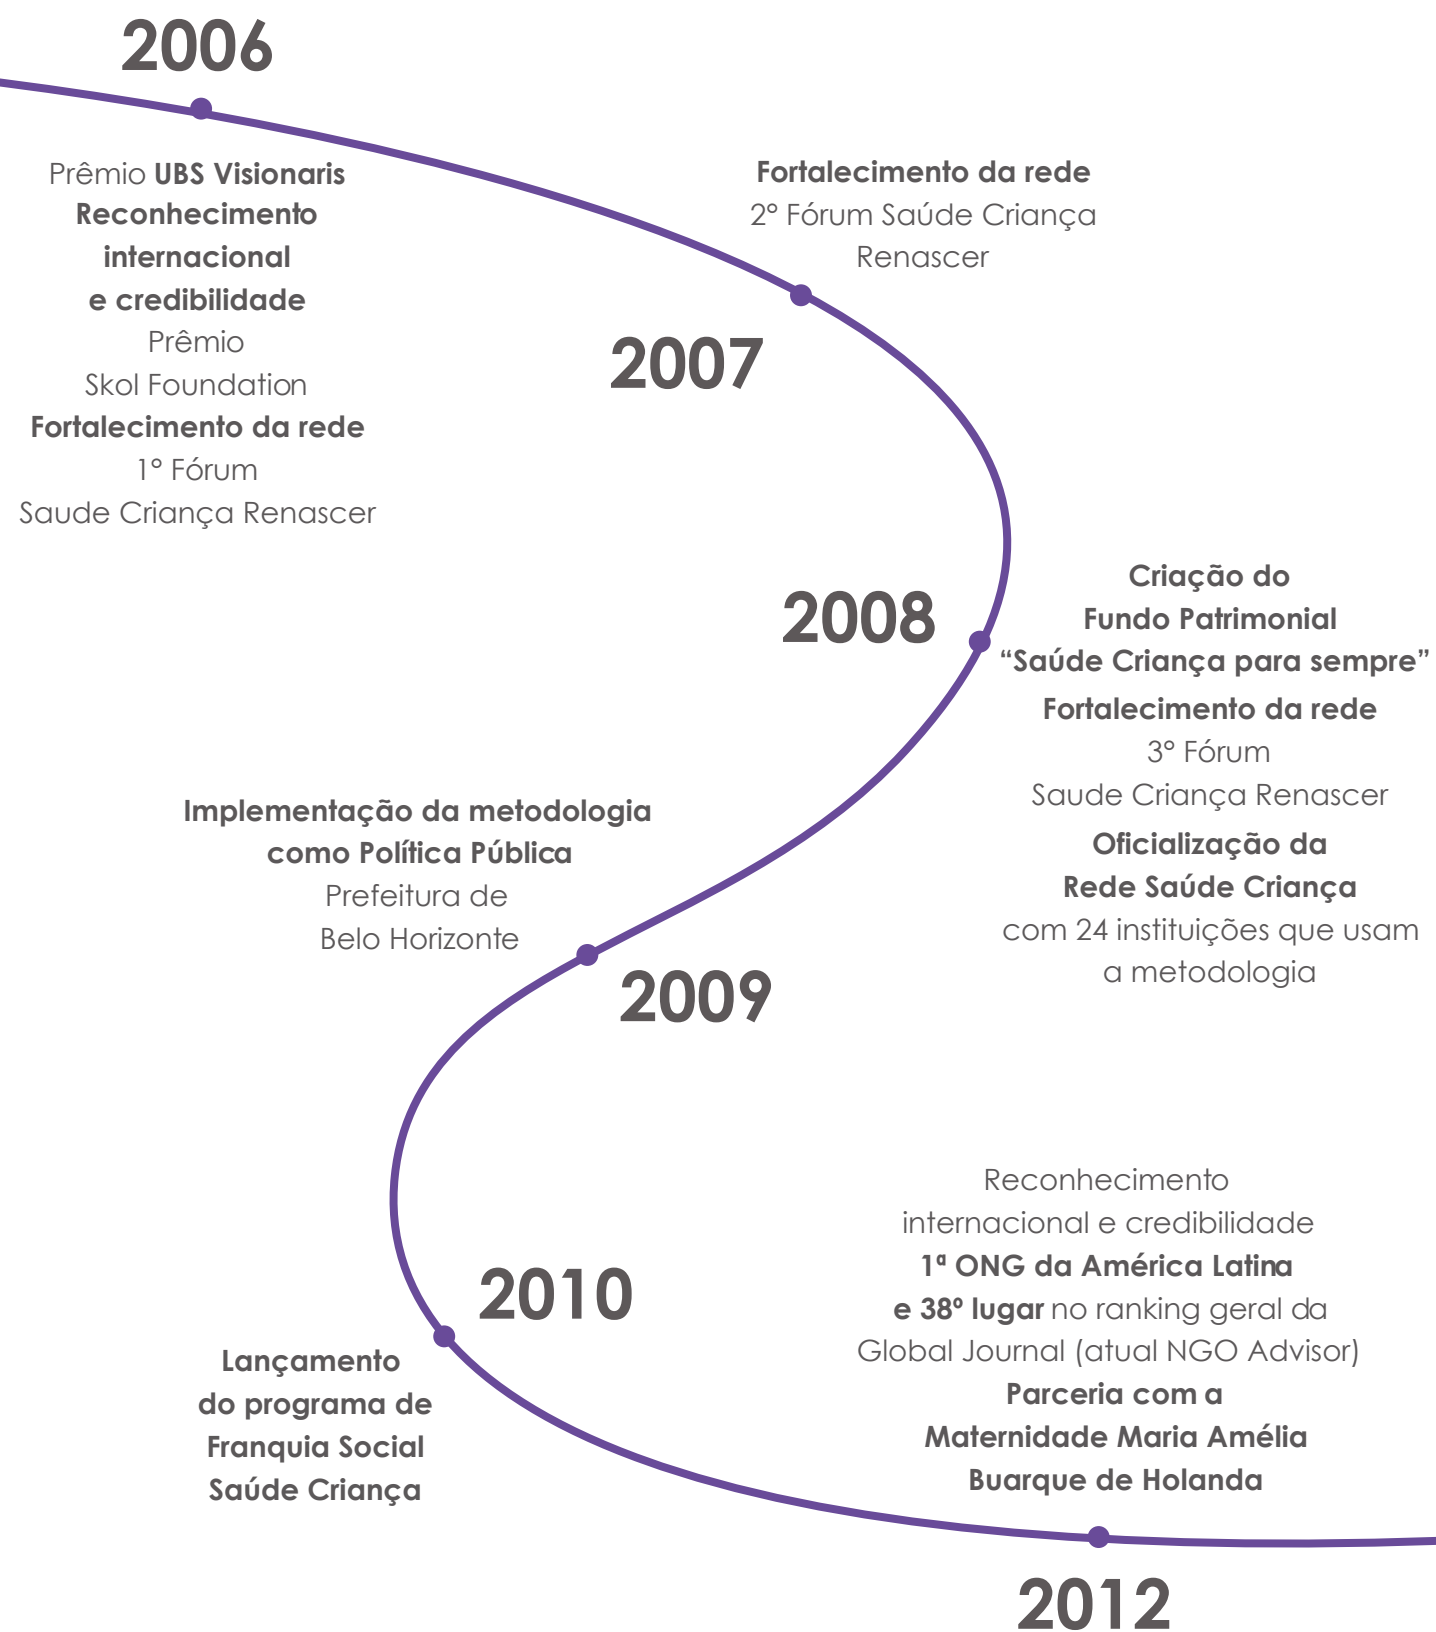 2006
Prêmio UBS Visionaris
Reconhecimento
internacional
e credibilidade
Prêmio
Skol Foundation
Fortalecimento da rede
1º Fórum
Saude Criança Renascer
Fortalecimento da rede
2º Fórum Saúde Criança
Renascer
2007
2008
Criação do
Fundo Patrimonial
“Saúde Criança para sempre”
Fortalecimento da rede
3º Fórum
Saude Criança Renascer
Oficialização da
Rede Saúde Criança
com 24 instituições que usam
a metodologia
Implementação da metodologia
como Política Pública
Prefeitura de
Belo Horizonte
2009
2010
Lançamento
do programa de
Franquia Social
Saúde Criança
Reconhecimento
internacional e credibilidade
1ª ONG da América Latina
e 38º lugar no ranking geral da
Global Journal (atual NGO Advisor)
Parceria com a
Maternidade Maria Amélia
Buarque de Holanda
2012